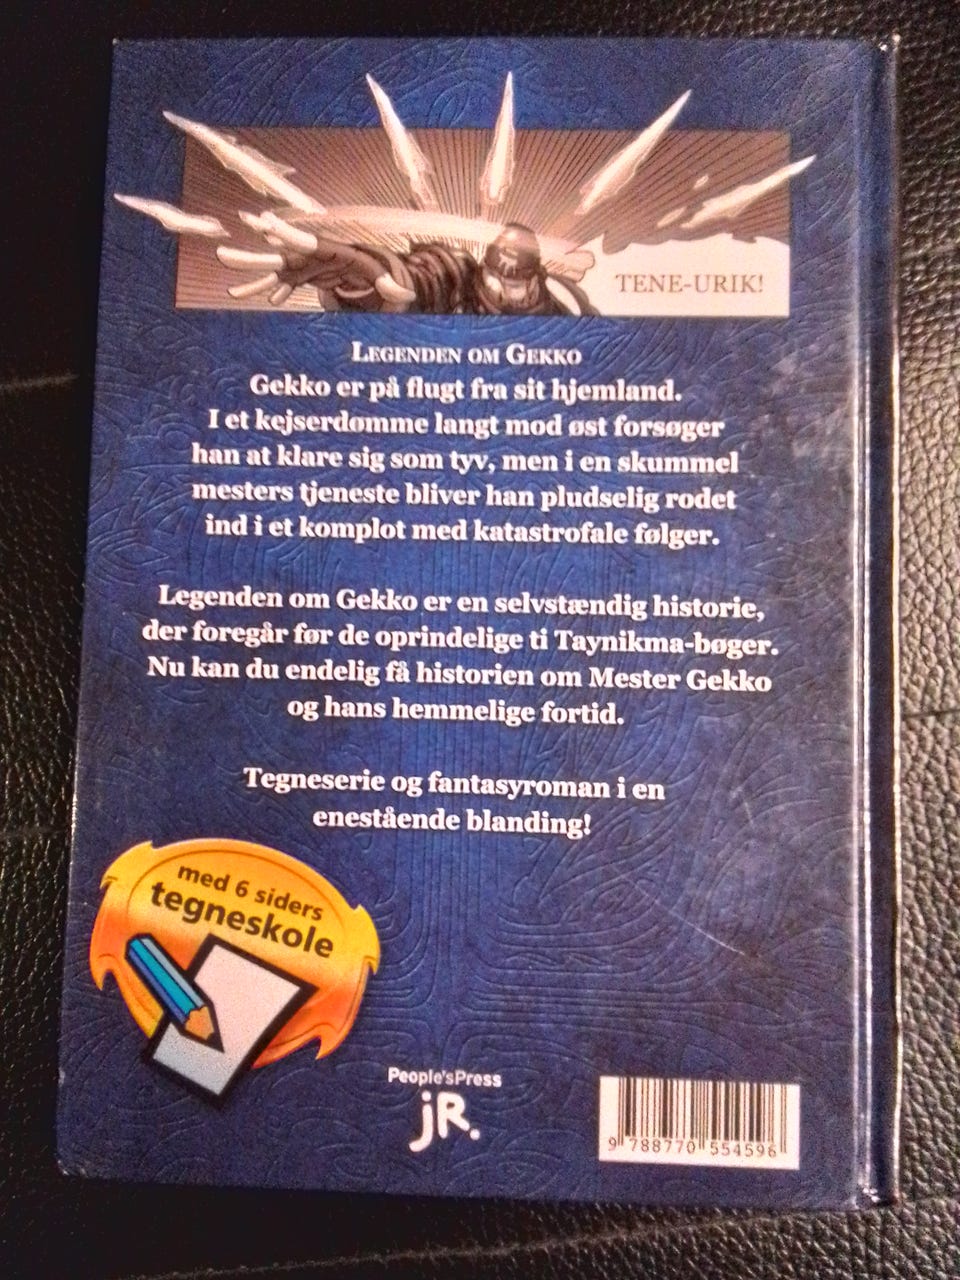 TENE-URIK!
LEGENDEN OM GEKKO
Gekko er på flugt fra sit hjemland.
I et kejserdømme langt mod øst forsøger
han at klare sig som tyv, men i en skummel
mesters tjeneste bliver han pludselig rodet
ind i et komplot med katastrofale følger.
Legenden om Gekko er en selvstændig historie,
der foregår før de oprindelige ti Taynikma-bøger.
Nu kan du endelig få historien om Mester Gekko
og hans hemmelige fortid.
Tegneserie og fantasyroman i en
enestående blanding!
med 6 siders
tegneskole
People'sPress
jR.
9 788770 554596